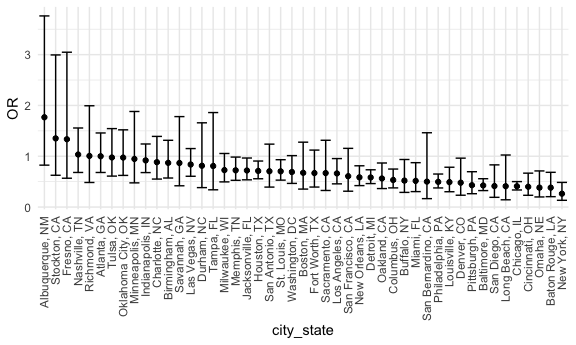 3
2
1
0
OR
Albuquerque, NM
Stockton, CA
Fresno, CA
Nashville, TN
Richmond, VA
Atlanta, GA
Tulsa, OK
Oklahoma City, OK
Minneapolis, MN
Indianapolis, IN
Charlotte, NC
Birmingham, AL
Savannah, GA
Las Vegas, NV
Durham, NC
Tampa, FL
Milwaukee, WI
Memphis, TN
Jacksonville, FL
Houston, TX
San Antonio, TX
St. Louis, MO
Washington, DC
Boston, MA
Fort Worth, TX
Sacramento, CA
Los Angeles, CA
San Francisco, CA
New Orleans, LA
Detroit, MI
Oakland, CA
Columbus, OH
Buffalo, NY
Miami, FL
San Bernardino, CA
Philadelphia, PA
Louisville, KY
Denver, CO
Pittsburgh, PA
Baltimore, MD
San Diego, CA
Long Beach, CA
Chicago, IL
Cincinnati, OH
Omaha, NE
Baton Rouge, LA
New York, NY
city_state